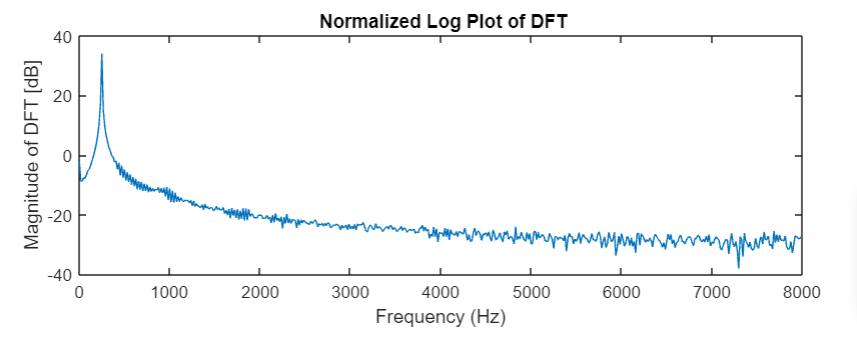 Normalized Log Plot of DFT
Magnitude of DFT [dB]
40
20
0
-20
-40
0 1000 2000 3000 4000 5000 6000 7000 8000
Frequency (Hz)